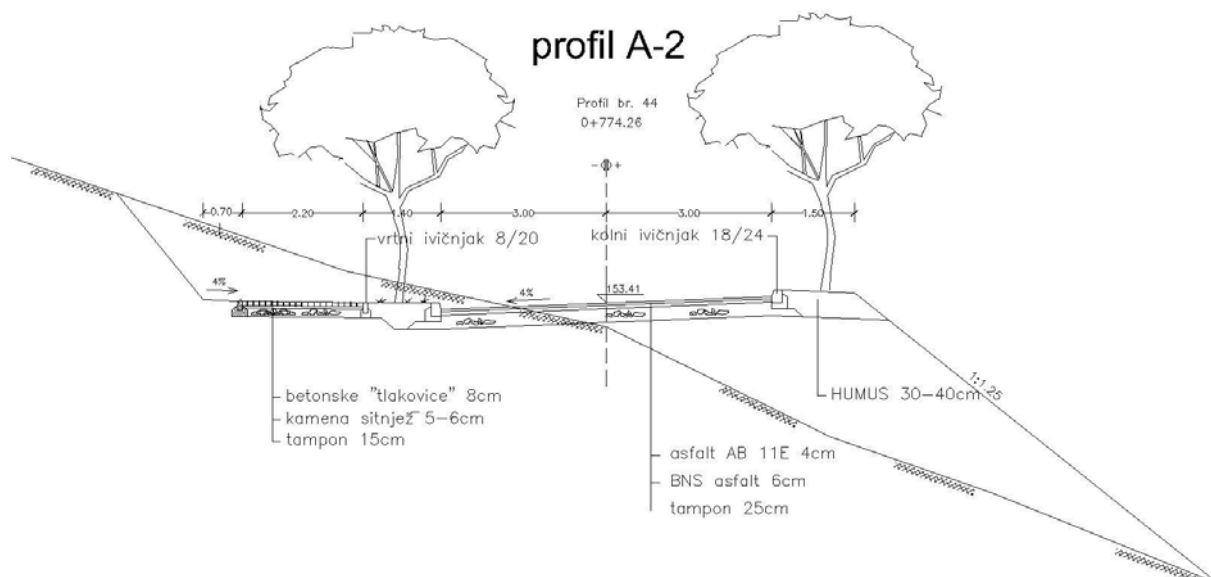 profil A-2
Profil br. 44
0+774.26
- +
0.70 2.20 1.40 3.00 3.00 1.50
vrtni ivičnjak 8/20
kolni ivičnjak 18/24
4%
4%
153.41
betonske "tlakovice" 8cm
kamena sitnjež 5-6cm
tampon 15cm
HUMUS 30-40cm
1:1.25
asfalt AB 11E 4cm
BNS asfalt 6cm
tampon 25cm